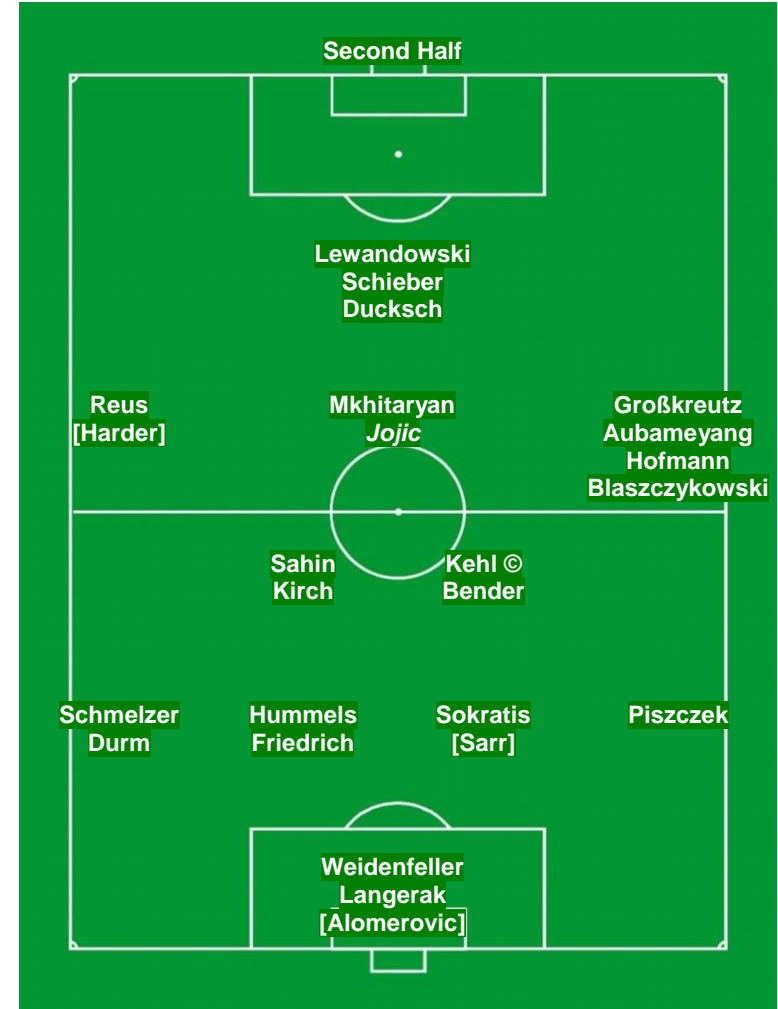 Second Half
Lewandowski
Schieber
Ducksch
Reus
[Harder]
Mkhitaryan
Jojic
Großkreutz
Aubameyang
Hofmann
Blaszczykowski
Sahin
Kirch
Kehl ©
Bender
Schmelzer
Durm
Hummels
Friedrich
Sokratis
[Sarr]
Piszczek
Weidenfeller
Langerak
[Alomerovic]